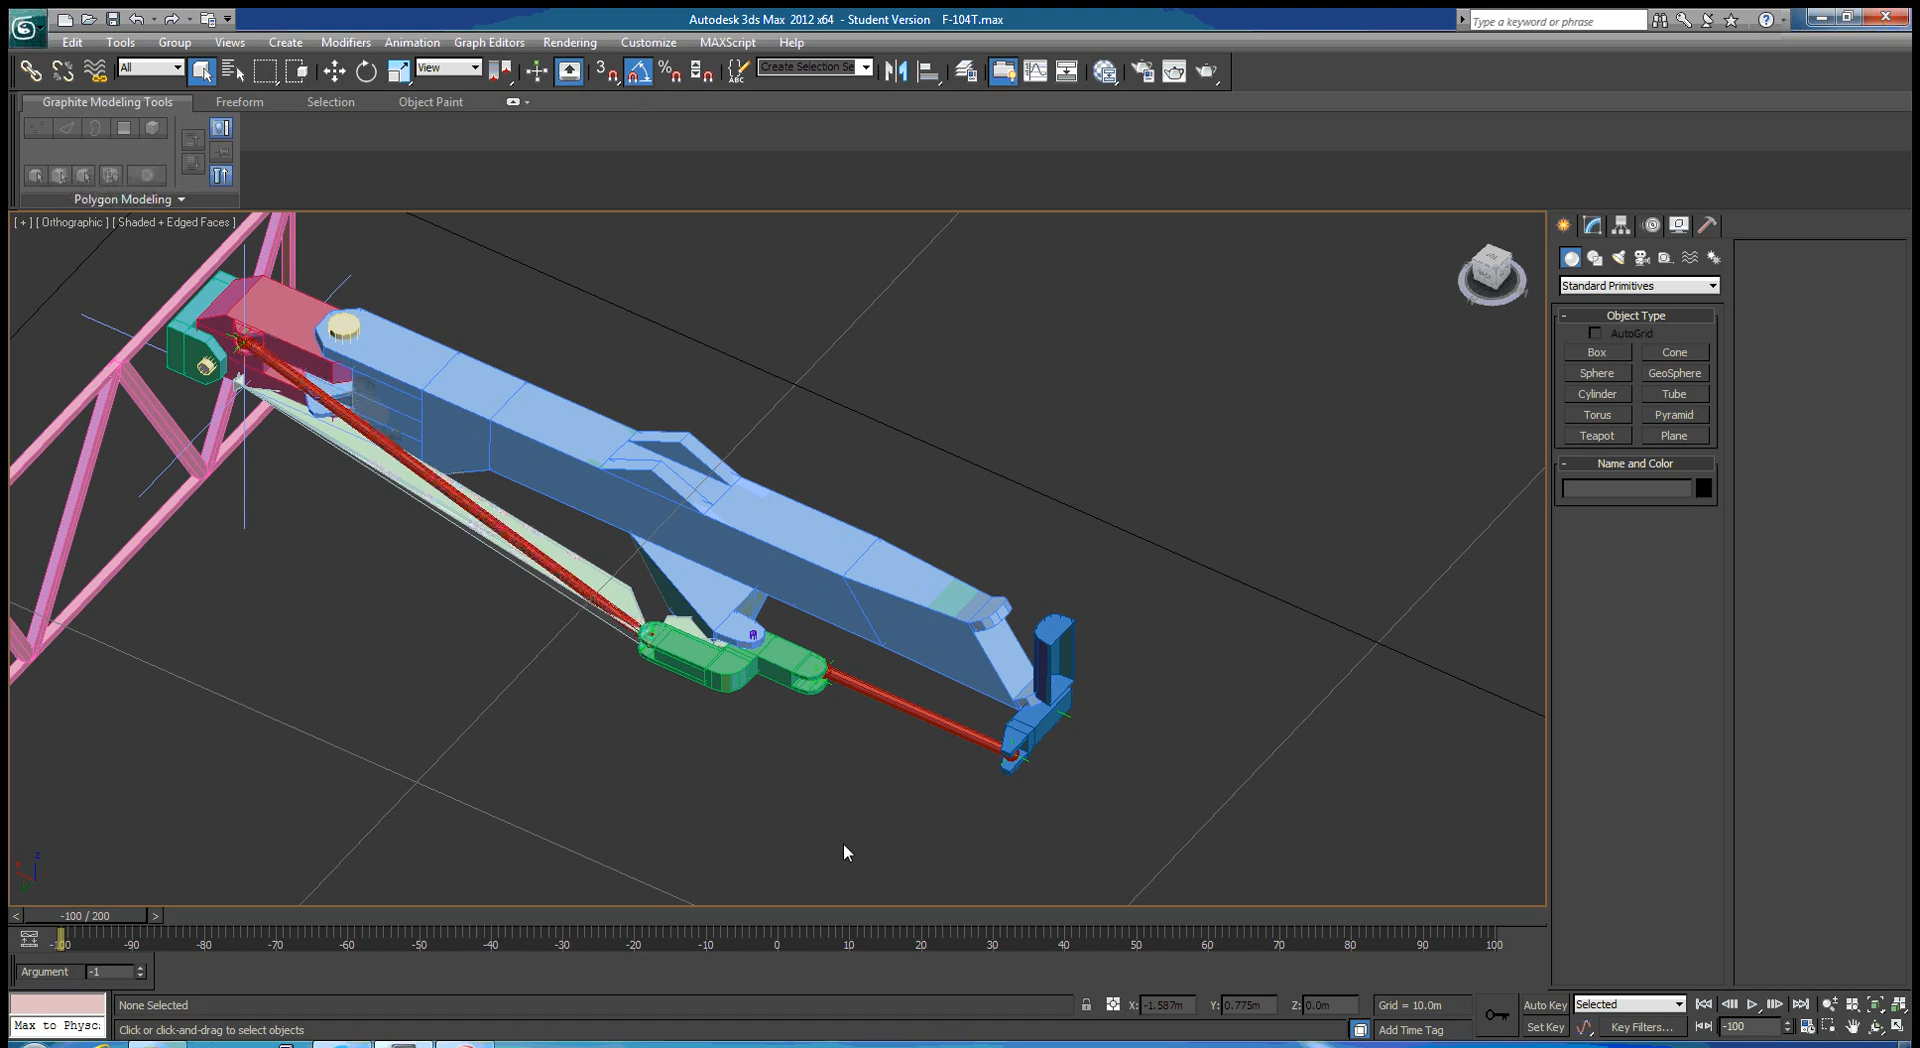 Autodesk 3ds Max 2012 x64 - Student Version F-104T.max
Type a keyword or phrase
Edit Tools Group Views Create Modifiers Animation Graph Editors Rendering Customize MAXScript Help
All
View
3
Create Selection Se
Graphite Modeling Tools Freeform Selection Object Paint
Polygon Modeling
[ + ] [ Orthographic ] [ Shaded + Edged Faces ]
Standard Primitives
- Object Type
AutoGrid
Box Cone
Sphere GeoSphere
Cylinder Tube
Torus Pyramid
Teapot Plane
- Name and Color
z
< -100 / 200 >
-100 -90 -80 -70 -60 -50 -40 -30 -20 -10 0 10 20 30 40 50 60 70 80 90 100
Argument -1
None Selected X: -1.587m Y: 0.775m Z: 0.0m Grid = 10.0m Auto Key Selected
Max to Physc:
Click or click-and-drag to select objects Add Time Tag Set Key Key Filters... -100